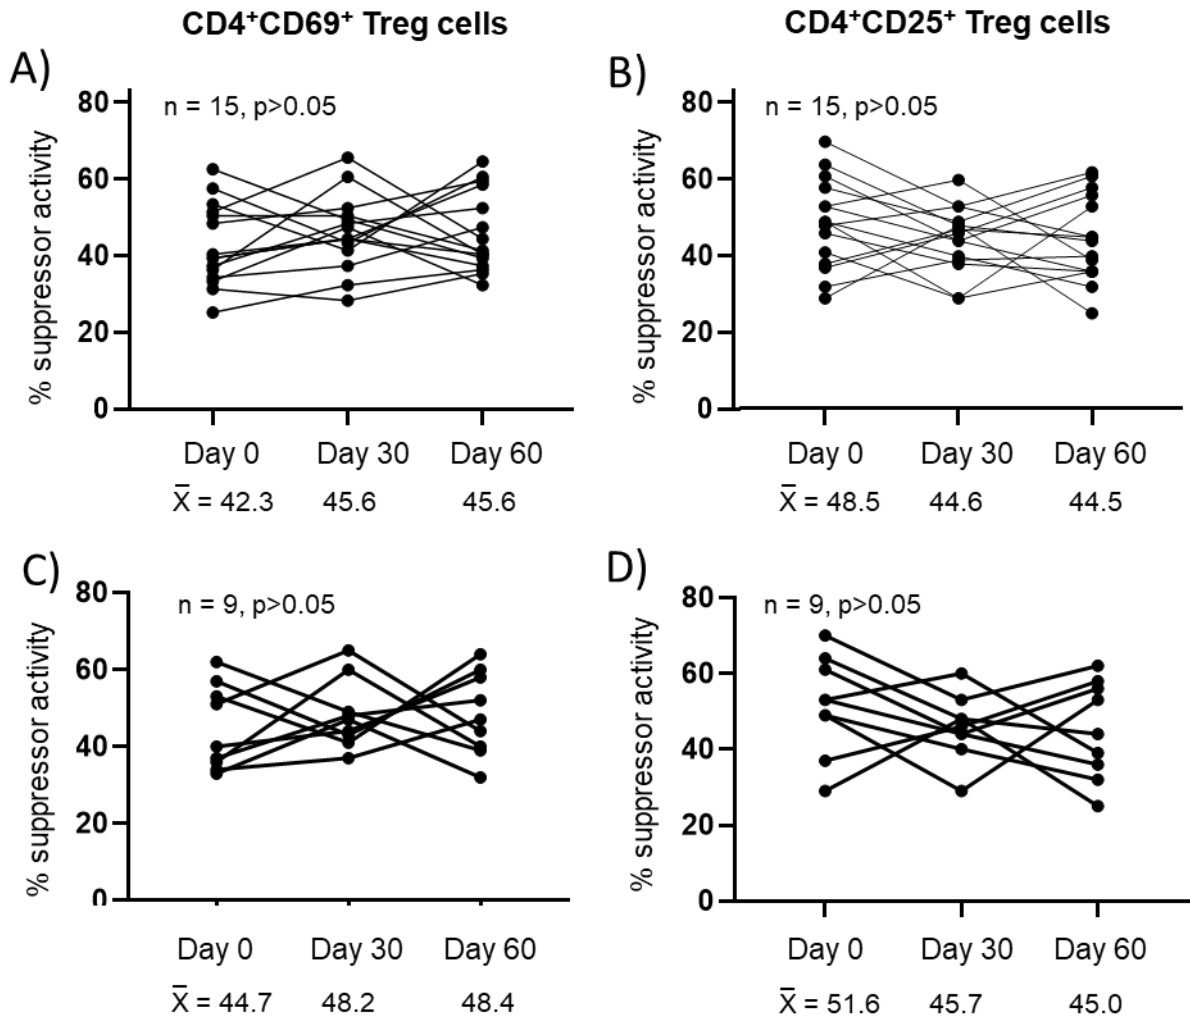 CD4⁺CD69⁺ Treg cells
CD4⁺CD25⁺ Treg cells
A)
n = 15, p>0.05
% suppressor activity
80
60
40
20
0
Day 0 Day 30 Day 60
X̅ = 42.3 45.6 45.6
B)
n = 15, p>0.05
% suppressor activity
80
60
40
20
0
Day 0 Day 30 Day 60
X̅ = 48.5 44.6 44.5
C)
n = 9, p>0.05
% suppressor activity
80
60
40
20
0
Day 0 Day 30 Day 60
X̅ = 44.7 48.2 48.4
D)
n = 9, p>0.05
% suppressor activity
80
60
40
20
0
Day 0 Day 30 Day 60
X̅ = 51.6 45.7 45.0